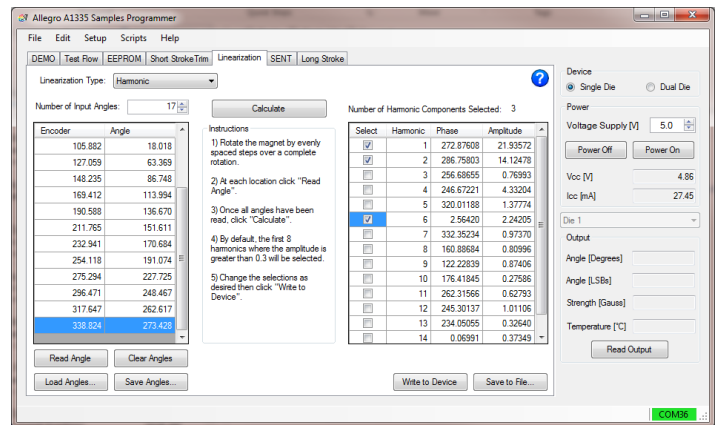 Allegro A1335 Samples Programmer
File Edit Setup Scripts Help
DEMO Test Flow EEPROM Short Stroke Trim Linearization SENT Long Stroke
Linearization Type: Harmonic
Number of Input Angles: 17
Calculate
Number of Harmonic Components Selected: 3
Encoder Angle
105.882 18.018
127.059 63.369
148.235 86.748
169.412 113.994
190.588 136.670
211.765 151.611
232.941 170.684
254.118 191.074
275.294 227.725
296.471 248.467
317.647 262.617
338.824 273.428
Read Angle Clear Angles
Load Angles... Save Angles...
Instructions
1) Rotate the magnet by evenly
spaced steps over a complete
rotation.
2) At each location click "Read
Angle".
3) Once all angles have been
read, click "Calculate".
4) By default, the first 8
harmonics where the amplitude is
greater than 0.3 will be selected.
5) Change the selections as
desired then click "Write to
Device".
Select Harmonic Phase Amplitude
1 272.87608 21.93572
2 286.75803 14.12478
3 256.68655 0.76993
4 246.67221 4.33204
5 320.01188 1.37774
6 2.56420 2.24205
7 332.35234 0.97370
8 160.88684 0.80996
9 122.22839 0.87406
10 176.41845 0.27586
11 262.31566 0.62793
12 245.30137 1.01106
13 234.05055 0.32640
14 0.06991 0.37349
Write to Device Save to File...
Device
Single Die Dual Die
Power
Voltage Supply [V] 5.0
Power Off Power On
Vcc [V] 4.86
Icc [mA] 27.45
Die 1
Output
Angle [Degrees]
Angle [LSBs]
Strength [Gauss]
Temperature [°C]
Read Output
COM36